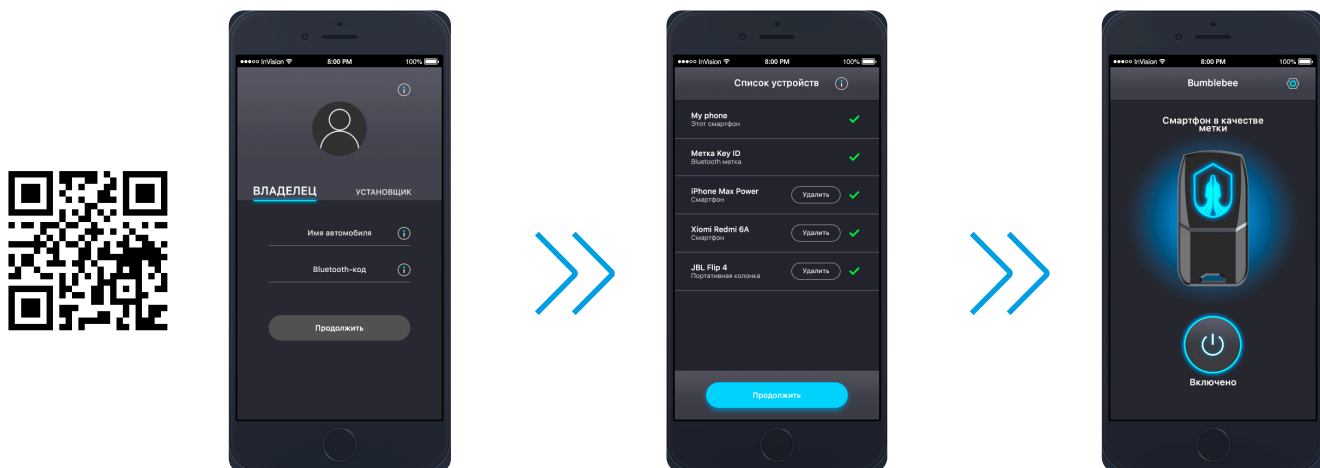 InVision 8:00 PM 100%
ВЛАДЕЛЕЦ УСТАНОВЩИК
Имя автомобиля
Bluetooth-код
Продолжить
InVision 8:00 PM 100%
Список устройств
My phone
Этот смартфон
Метка Key ID
Bluetooth метка
iPhone Max Power
Смартфон
Удалить
Xiomi Redmi 6A
Смартфон
Удалить
JBL Flip 4
Портативная колонка
Удалить
Продолжить
InVision 8:00 PM 100%
Bumblebee
Смартфон в качестве
метки
Включено